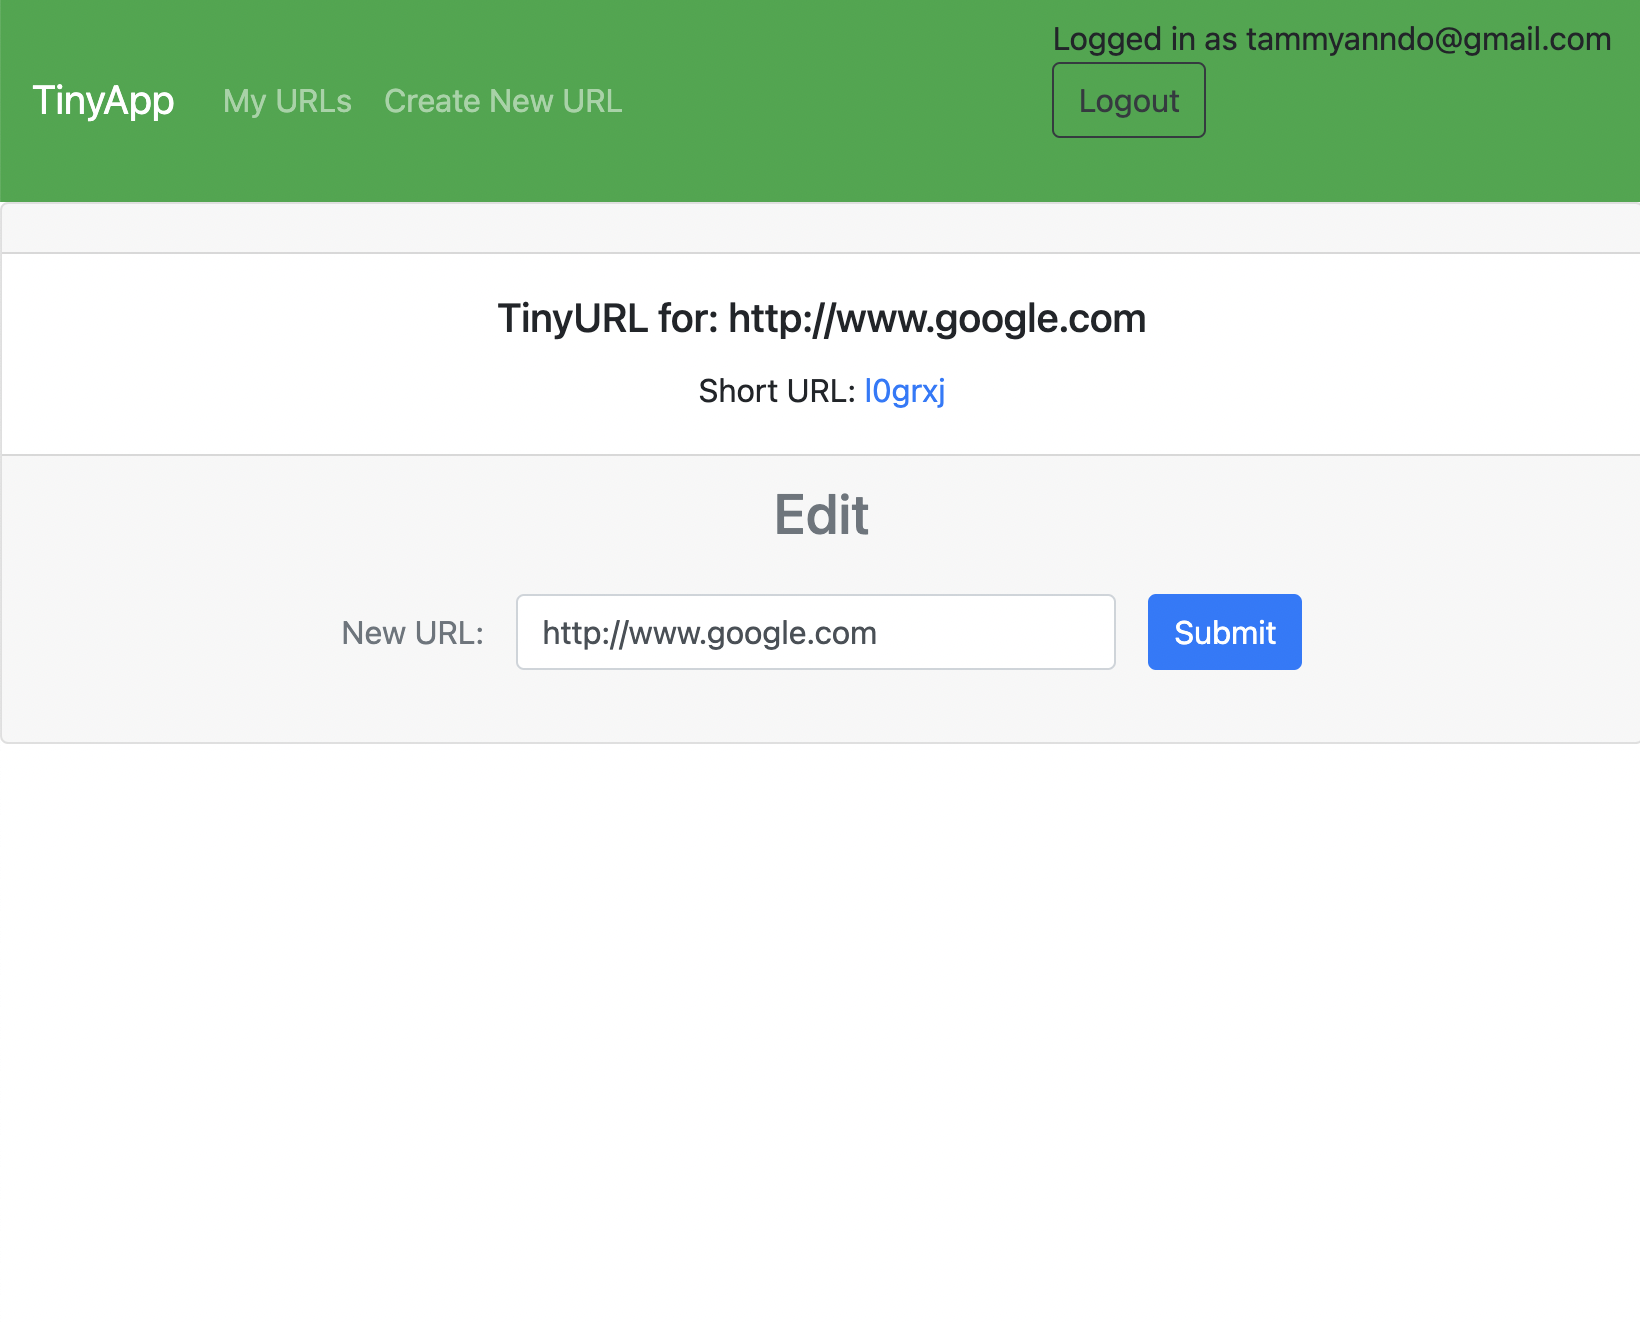 Logged in as tammyanndo@gmail.com
TinyApp My URLs Create New URL Logout
TinyURL for: http://www.google.com
Short URL: l0grxj
Edit
New URL: http://www.google.com Submit